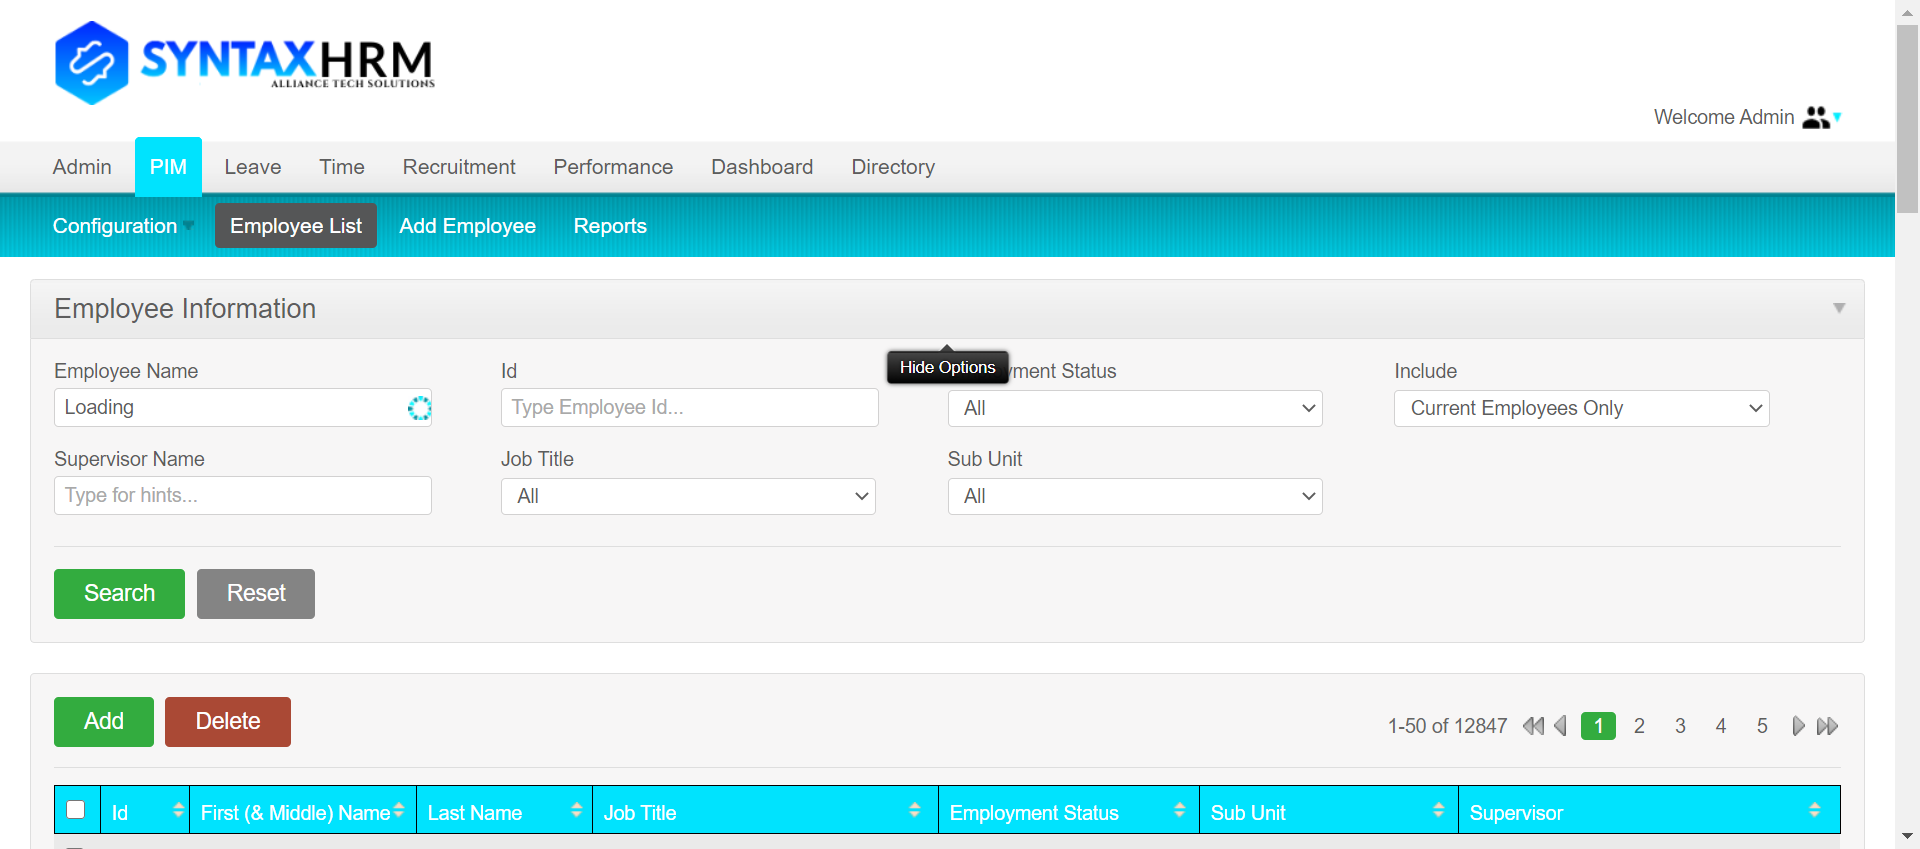 SYNTAXHRM
ALLIANCE TECH SOLUTIONS
Welcome Admin
Admin PIM Leave Time Recruitment Performance Dashboard Directory
Configuration Employee List Add Employee Reports
Employee Information
Hide Options
Employee Name Id yment Status Include
Loading Type Employee Id... All Current Employees Only
Supervisor Name Job Title Sub Unit
Type for hints... All All
Search Reset
Add Delete 1-50 of 12847 1 2 3 4 5
Id First (& Middle) Name Last Name Job Title Employment Status Sub Unit Supervisor